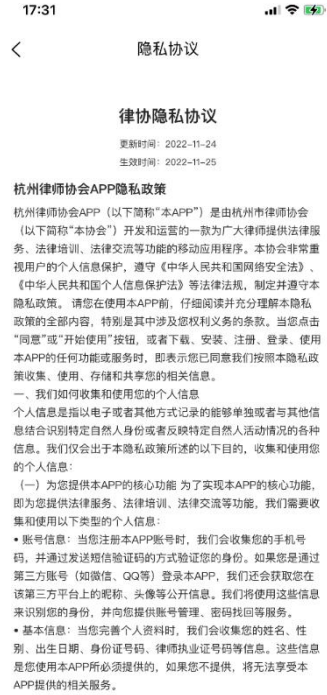 17:31
隐私协议
律协隐私协议
更新时间：2022-11-24
生效时间：2022-11-25
杭州律师协会APP隐私政策
杭州律师协会APP（以下简称“本APP”）是由杭州市律师协会
（以下简称“本协会”）开发和运营的一款为广大律师提供法律服
务、法律培训、法律交流等功能的移动应用程序。本协会非常重
视用户的个人信息保护，遵守《中华人民共和国网络安全法》、
《中华人民共和国个人信息保护法》等法律法规，制定并遵守本
隐私政策。 请您在使用本APP前，仔细阅读并充分理解本隐私
政策的全部内容，特别是其中涉及您权利义务的条款。当您点击
“同意”或“开始使用”按钮，或者下载、安装、注册、登录、使用
本APP的任何功能或服务时，即表示您已同意我们按照本隐私政
策收集、使用、存储和共享您的相关信息。
一、我们如何收集和使用您的个人信息
个人信息是指以电子或者其他方式记录的能够单独或者与其他信
息结合识别特定自然人身份或者反映特定自然人活动情况的各种
信息。我们仅会出于本隐私政策所述的以下目的，收集和使用您
的个人信息：
（一）为您提供本APP的核心功能 为了实现本APP的核心功能，
即为您提供法律服务、法律培训、法律交流等功能，我们需要收
集和使用以下类型的个人信息：
• 账号信息：当您注册本APP账号时，我们会收集您的手机号
码，并通过发送短信验证码的方式验证您的身份。如果您是通过
第三方账号（如微信、QQ等）登录本APP，我们还会获取您在
该第三方平台上的昵称、头像等公开信息。我们将使用这些信息
来识别您的身份，并向您提供账号管理、密码找回等服务。
• 基本信息：当您完善个人资料时，我们会收集您的姓名、性
别、出生日期、身份证号码、律师执业证号码等信息。这些信息
是您使用本APP所必须提供的，如果您不提供，将无法享受本
APP提供的相关服务。